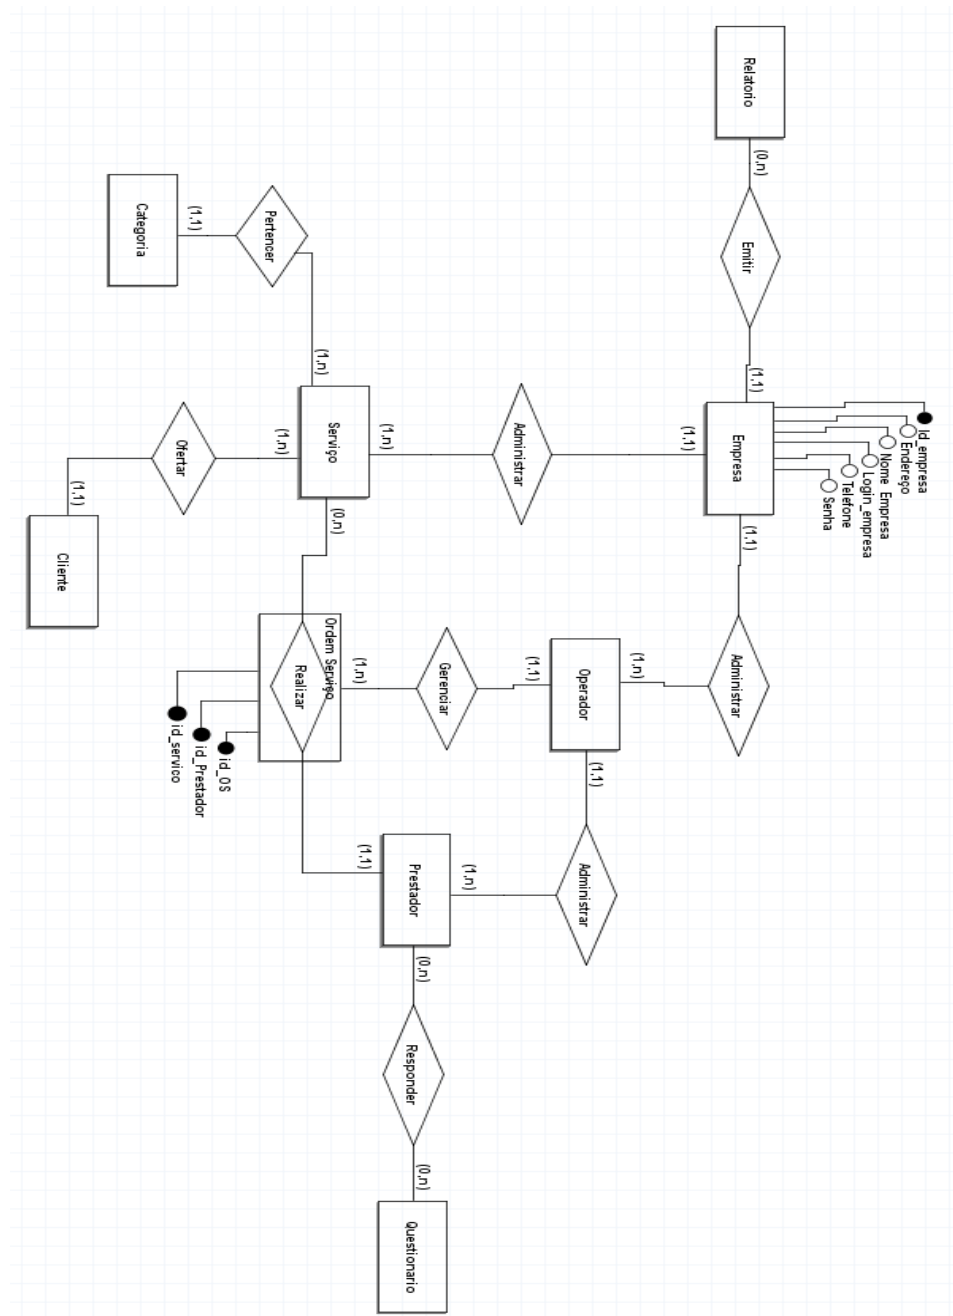 Id_empresa
Endereço
Nome Empresa
Login_empresa
Telefone
Senha
Relatorio
(0,n)
Emitir
(1,1)
Empresa
(1,1)
Administrar
(1,1)
(1,n)
Operador
(1,1)
Administrar
(1,1)
Administrar
(1,n)
Gerenciar
Prestador
(0,n)
Responder
(0,n)
Questionario
(1,n)
(1,n)
(1,1)
Serviço
(0,n)
Ordem Serviço
(1,n)
Realizar
(1,n)
Pertencer
id_OS
(1,1)
id_Prestador
Ofertar
id_servico
Categoria
(1,1)
Cliente